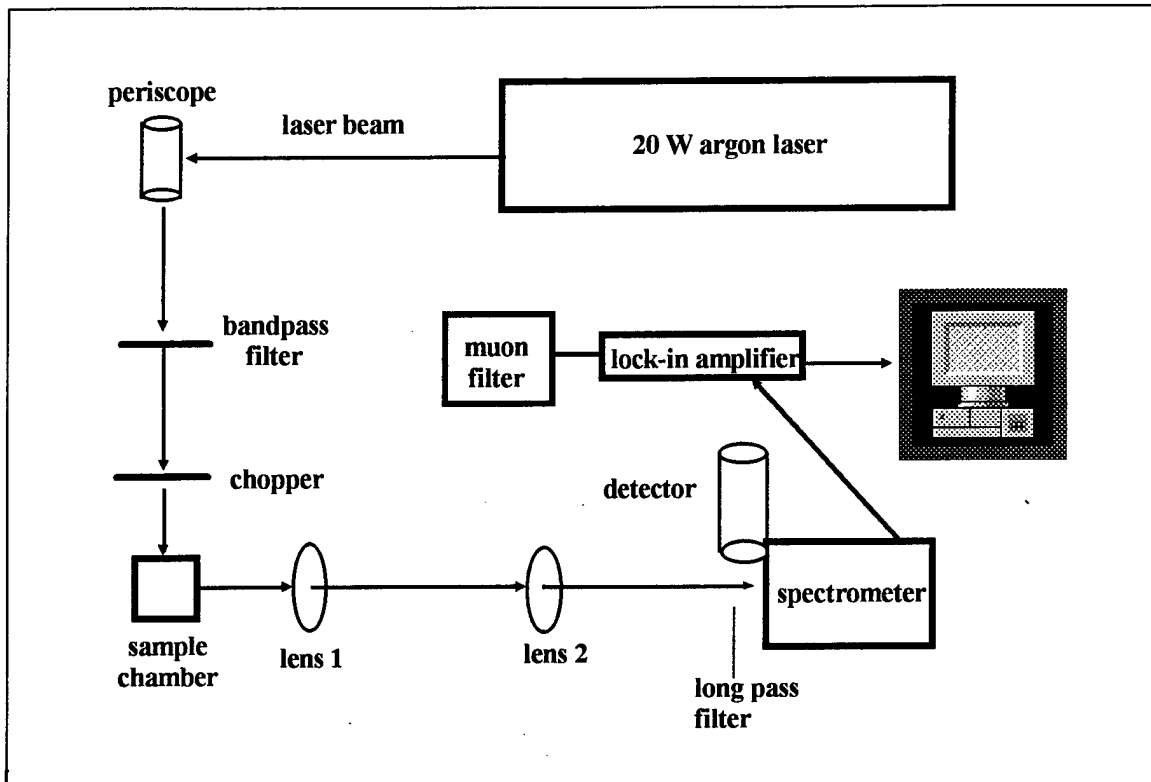 periscope
laser beam
20 W argon laser
bandpass
filter
muon
filter
lock-in amplifier
chopper
detector
spectrometer
sample
chamber
lens 1
lens 2
long pass
filter